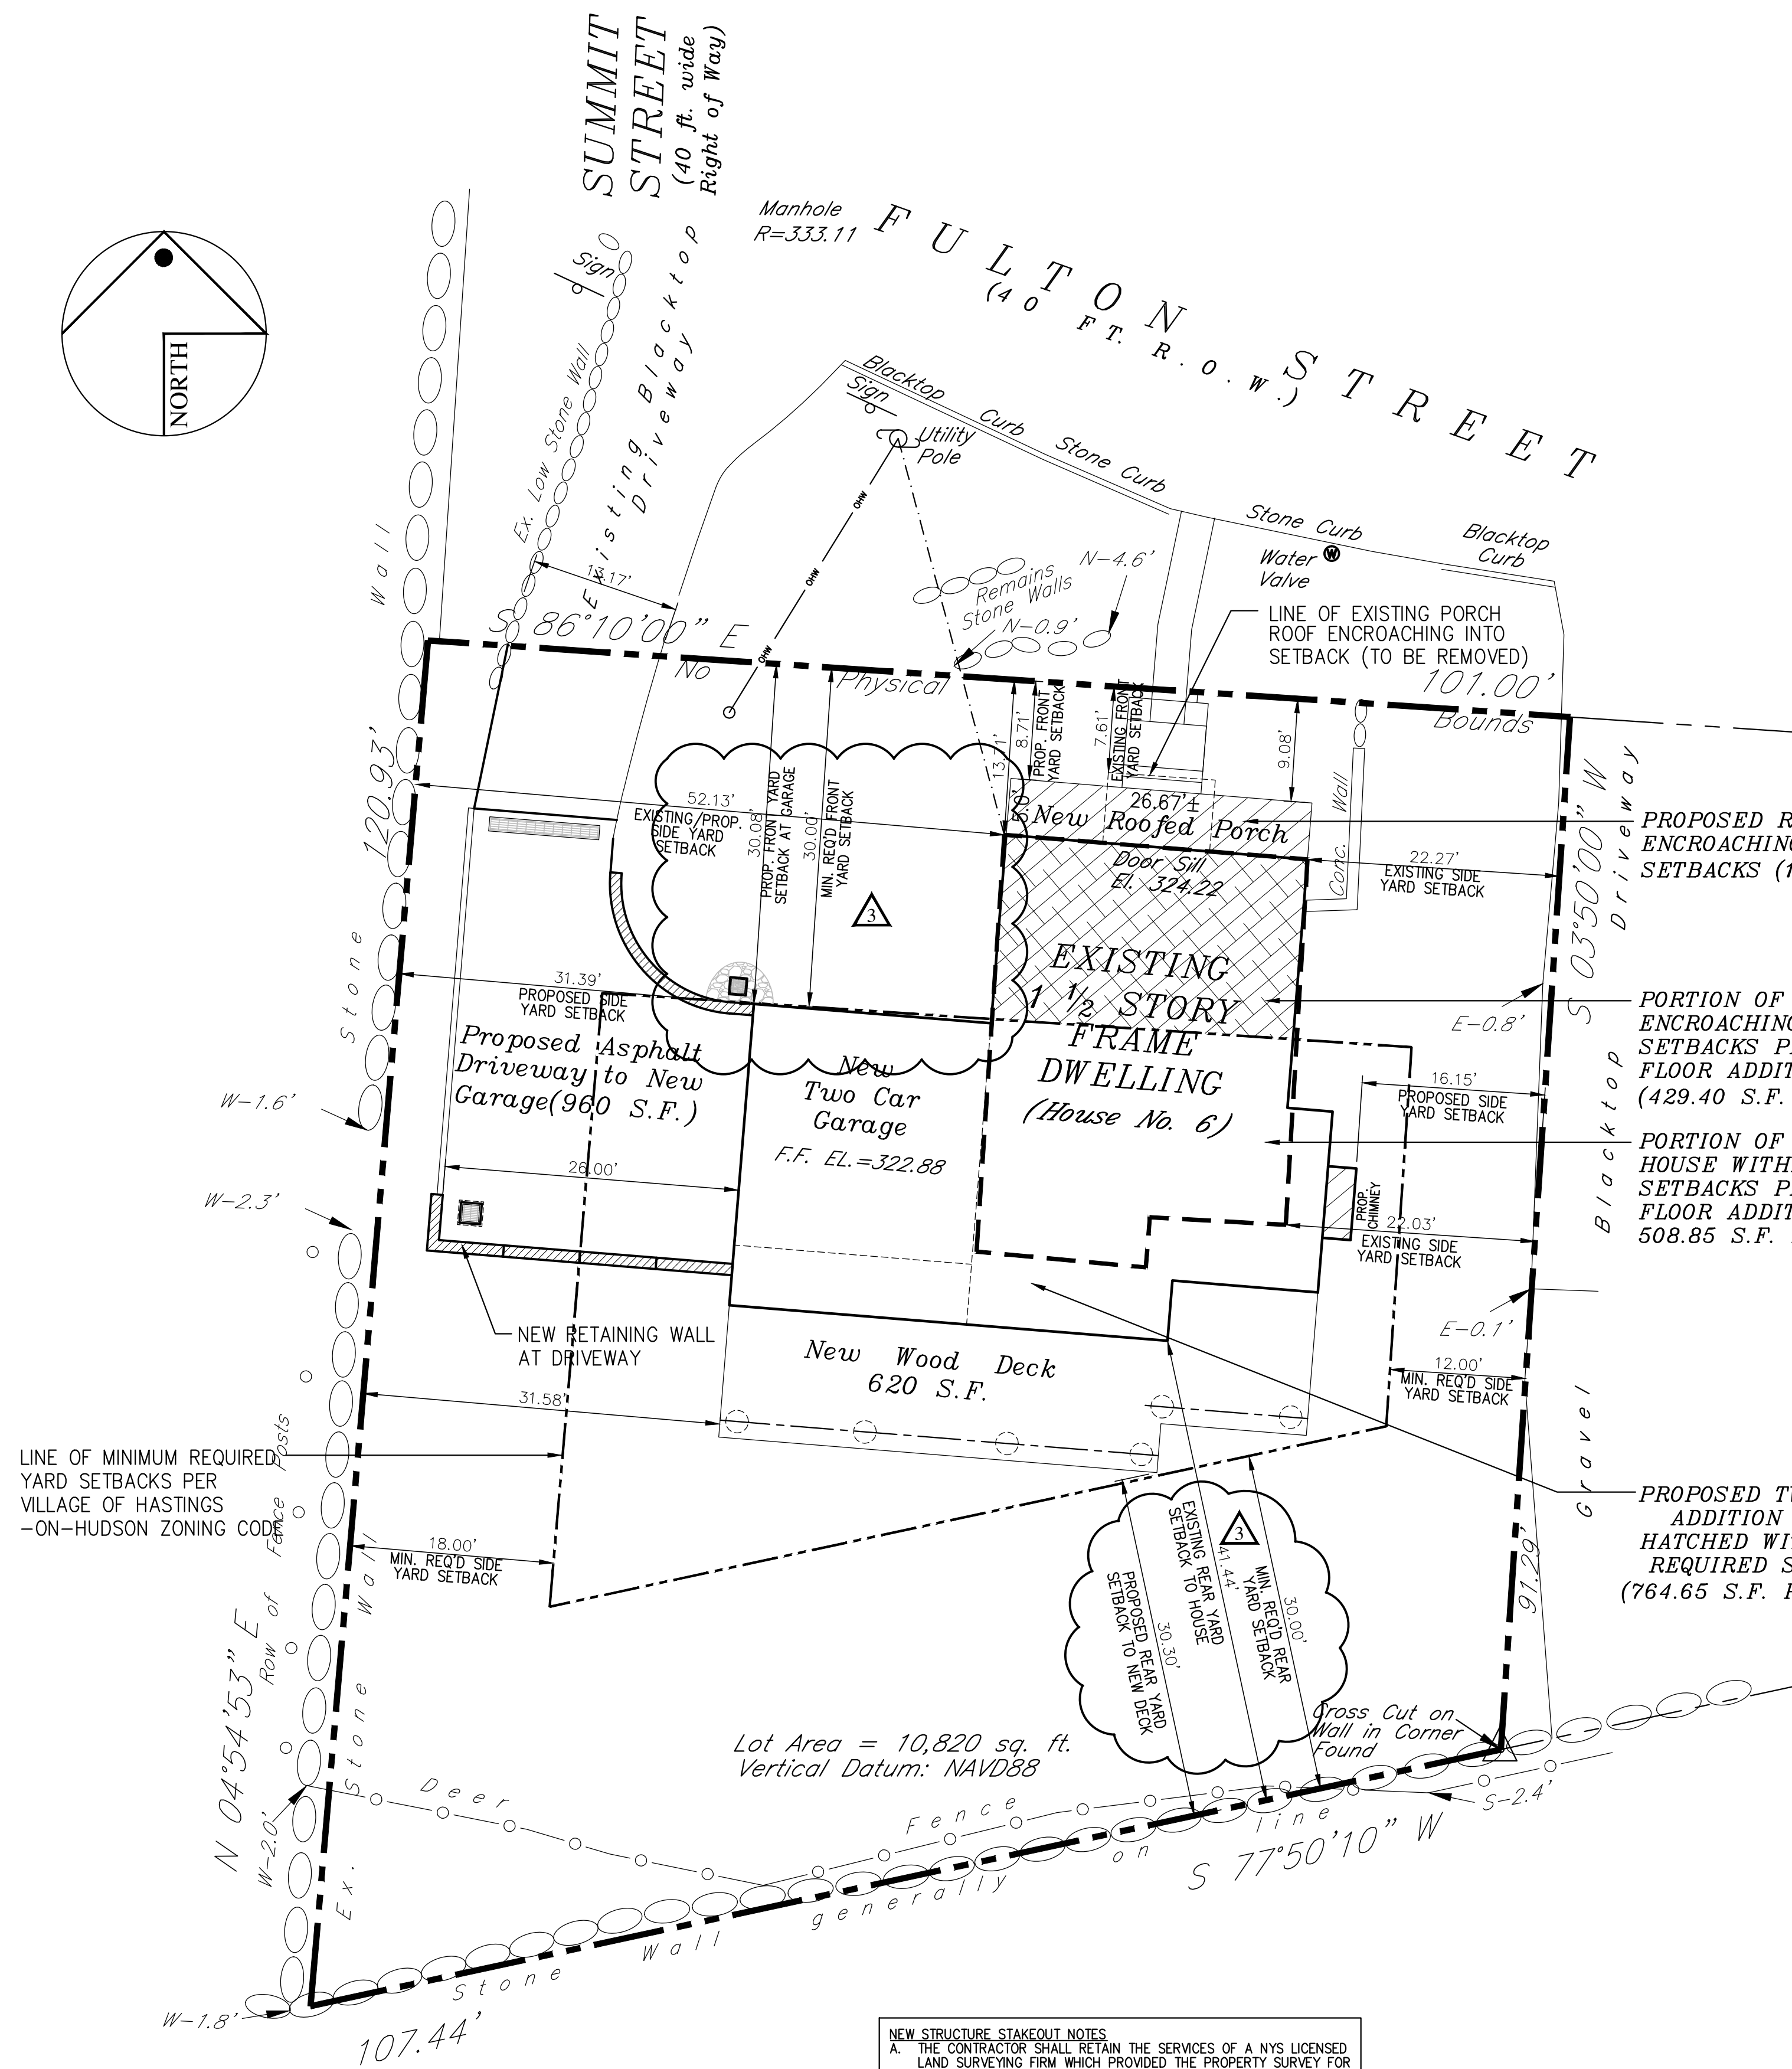 SUMMIT
STREET
(40 ft. wide
Right of Way)
NORTH
Manhole
R=333.11
FULTON STREET
(40 FT. R.O.W.)
Sign
Existing Blacktop
Driveway
Ex. Low Stone Wall
Blacktop
Curb
Sign
Utility
Pole
Stone Curb
Stone Curb
Blacktop
Curb
Water
Valve
W
OHW
OHW
OHW
13.17'
Remains
Stone Walls
N-4.6'
N-0.9'
LINE OF EXISTING PORCH
ROOF ENCROACHING INTO
SETBACK (TO BE REMOVED)
S 86°10'00" E
101.00'
No Physical Bounds
Wall
Stone
120.93'
52.13'
EXISTING/PROP.
SIDE YARD
SETBACK
30.08'
PROP. FRONT YARD
SETBACK AT GARAGE
30.00'
MIN. REQ'D FRONT
YARD SETBACK
13.71'
8.71'
PROP. FRONT
YARD SETBACK
7.61'
EXISTING FRONT
YARD SETBACK
9.08'
26.67'±
New Roofed Porch
Door Sill
El. 324.22
Conc. Wall
22.27'
EXISTING SIDE
YARD SETBACK
S 03°50'00" W
Blacktop Driveway
PROPOSED R
ENCROACHING
SETBACKS (1
3
31.39'
PROPOSED SIDE
YARD SETBACK
EXISTING
1 1/2 STORY
FRAME
DWELLING
(House No. 6)
E-0.8'
PORTION OF
ENCROACHING
SETBACKS P
FLOOR ADDIT
(429.40 S.F.
Proposed Asphalt
Driveway to New
Garage(960 S.F.)
New
Two Car
Garage
F.F. EL.=322.88
16.15'
PROPOSED SIDE
YARD SETBACK
PORTION OF
HOUSE WITH
SETBACKS P
FLOOR ADDIT
508.85 S.F.
W-1.6'
W-2.3'
26.00'
PROP.
CHIMNEY
22.03'
EXISTING SIDE
YARD SETBACK
E-0.1'
NEW RETAINING WALL
AT DRIVEWAY
New Wood Deck
620 S.F.
31.58'
12.00'
MIN. REQ'D SIDE
YARD SETBACK
Gravel
LINE OF MINIMUM REQUIRED
YARD SETBACKS PER
VILLAGE OF HASTINGS
-ON-HUDSON ZONING CODE
Row of Fence Posts
18.00'
MIN. REQ'D SIDE
YARD SETBACK
PROPOSED T
ADDITION
HATCHED WI
REQUIRED S
(764.65 S.F.
91.29'
EXISTING REAR YARD
SETBACK TO HOUSE
41.44'
3
MIN. REQ'D REAR
YARD SETBACK
30.00'
PROPOSED REAR YARD
SETBACK TO NEW DECK
30.30'
N 04°54'53" E
Ex. Stone Wall
Lot Area = 10,820 sq. ft.
Vertical Datum: NAVD88
Cross Cut on
Wall in Corner
Found
Deer Fence
W-2.0'
S-2.4'
S 77°50'10" W
Stone Wall generally on line
W-1.8'
107.44'
NEW STRUCTURE STAKEOUT NOTES
A. THE CONTRACTOR SHALL RETAIN THE SERVICES OF A NYS LICENSED
LAND SURVEYING FIRM WHICH PROVIDED THE PROPERTY SURVEY FOR